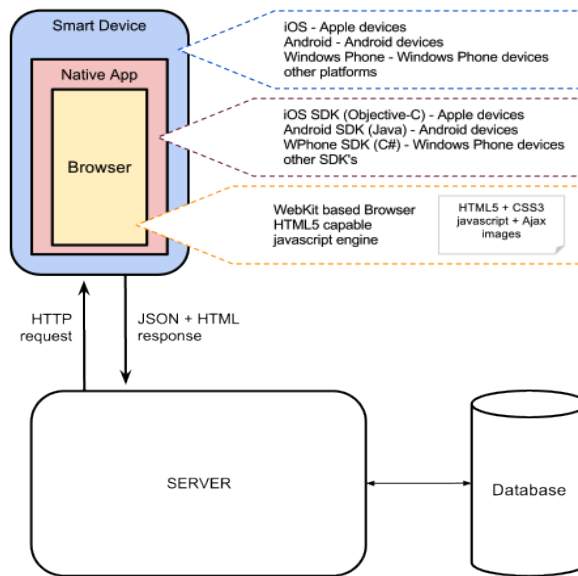 Smart Device
Native App
Browser
iOS - Apple devices
Android - Android devices
Windows Phone - Windows Phone devices
other platforms
iOS SDK (Objective-C) - Apple devices
Android SDK (Java) - Android devices
WPhone SDK (C#) - Windows Phone devices
other SDK's
WebKit based Browser
HTML5 capable
javascript engine
HTML5 + CSS3
javascript + Ajax
images
HTTP
request
JSON + HTML
response
SERVER
Database